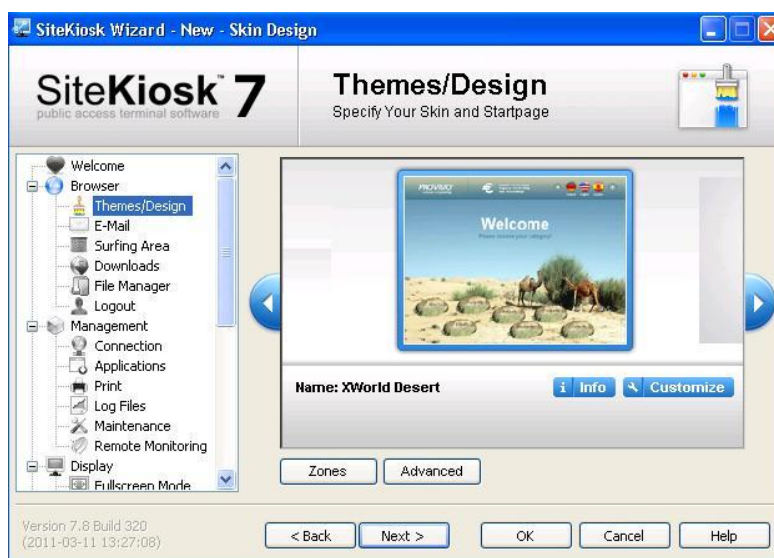 SiteKiosk Wizard - New - Skin Design
SiteKiosk™ 7
public access terminal software
Themes/Design
Specify Your Skin and Startpage
Welcome
Browser
Themes/Design
E-Mail
Surfing Area
Downloads
File Manager
Logout
Management
Connection
Applications
Print
Log Files
Maintenance
Remote Monitoring
Display
Fullscreen Mode
PROVISIO
Welcome
Name: XWorld Desert
i Info
Customize
Zones
Advanced
Version 7.8 Build 320
(2011-03-11 13:27:08)
< Back
Next >
OK
Cancel
Help